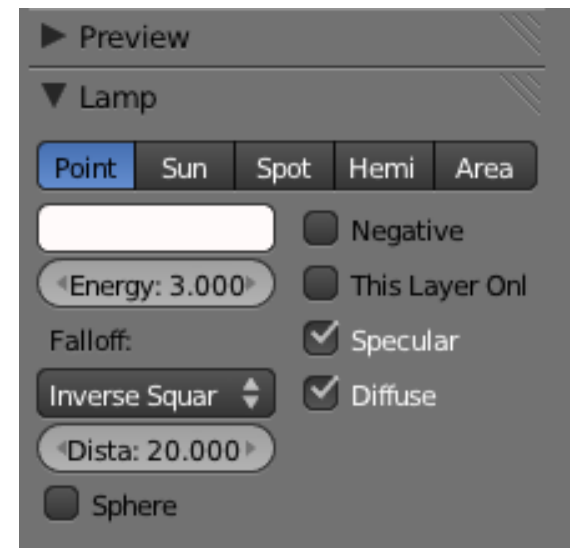 Preview
Lamp
Point Sun Spot Hemi Area
Negative
Energy: 3.000 This Layer Onl
Falloff: Specular
Inverse Squar Diffuse
Dista: 20.000
Sphere